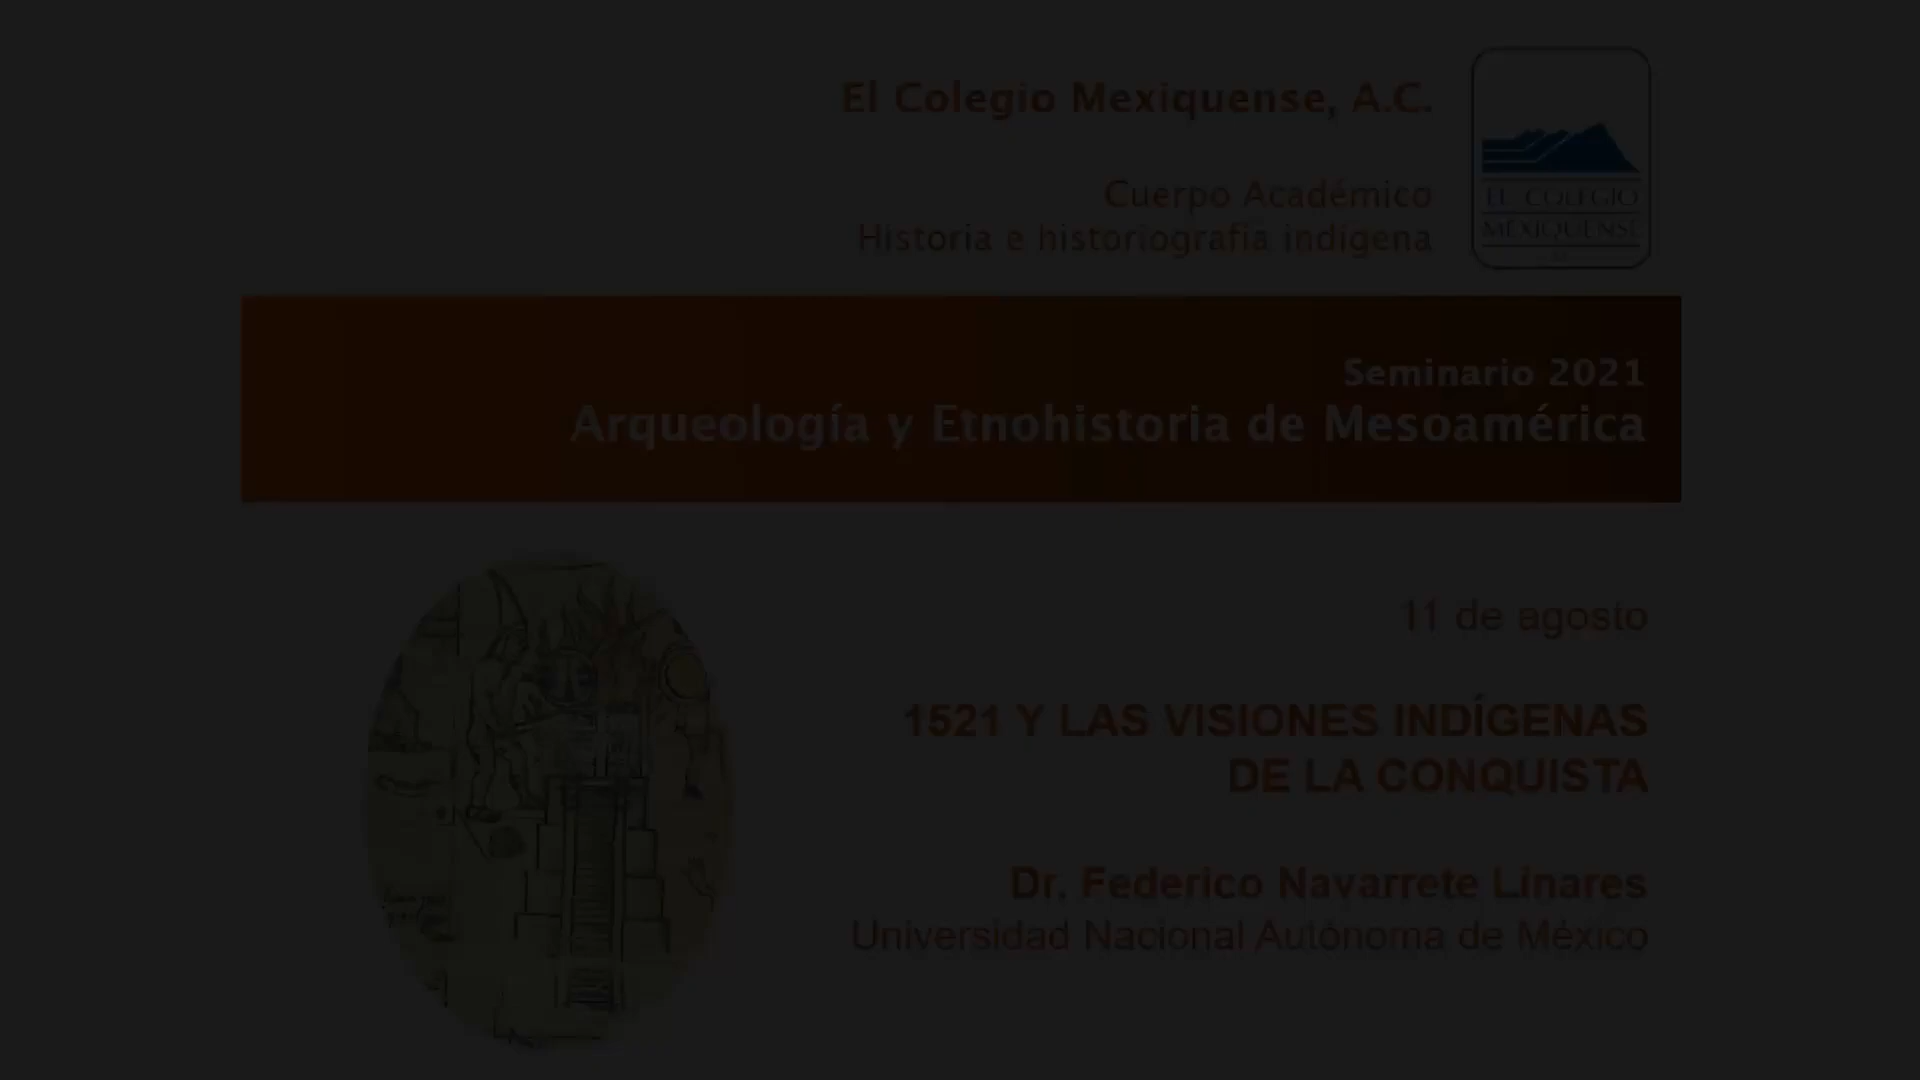 El Colegio Mexiquense, A.C.
Cuerpo Académico
Historia e historiografía indígena
EL COLEGIO
MEXIQUENSE
Seminario 2021
Arqueología y Etnohistoria de Mesoamérica
11 de agosto
1521 Y LAS VISIONES INDÍGENAS
DE LA CONQUISTA
Dr. Federico Navarrete Linares
Universidad Nacional Autónoma de México